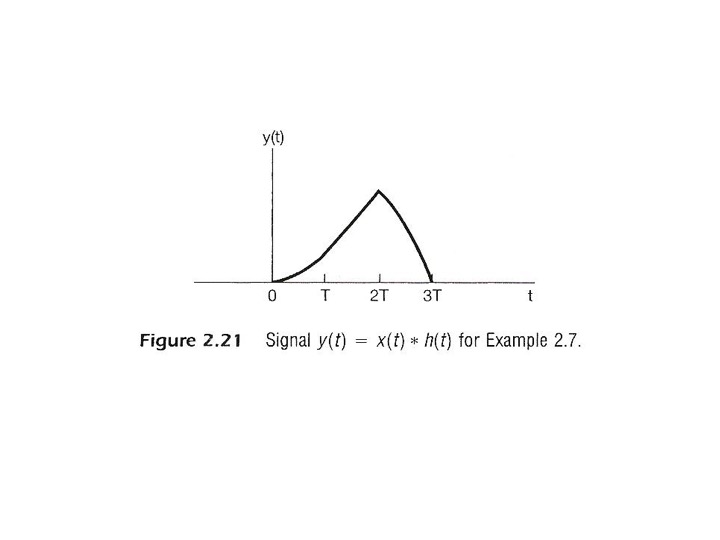 y(t)
0 T 2T 3T t
Figure 2.21 Signal y(t) = x(t) * h(t) for Example 2.7.